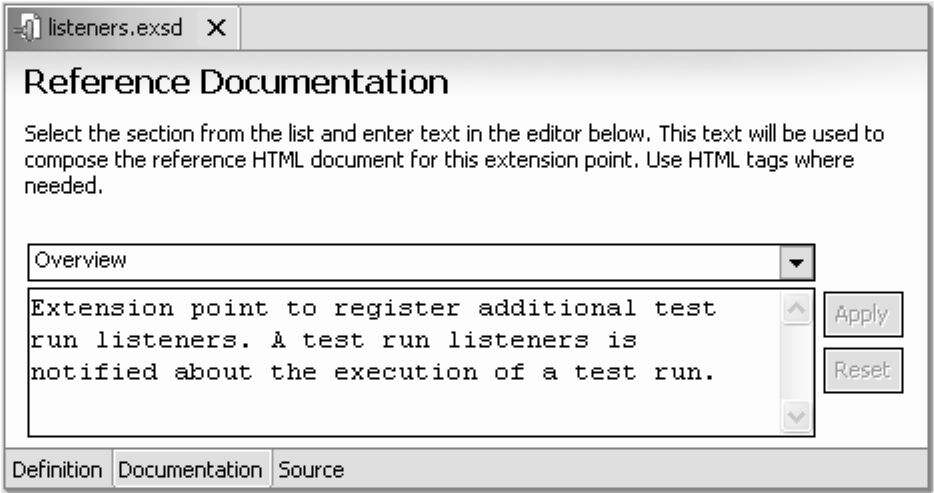 listeners.exsd
Reference Documentation
Select the section from the list and enter text in the editor below. This text will be used to
compose the reference HTML document for this extension point. Use HTML tags where
needed.
Overview
Extension point to register additional test
run listeners. A test run listeners is
notified about the execution of a test run.
Apply
Reset
Definition Documentation Source